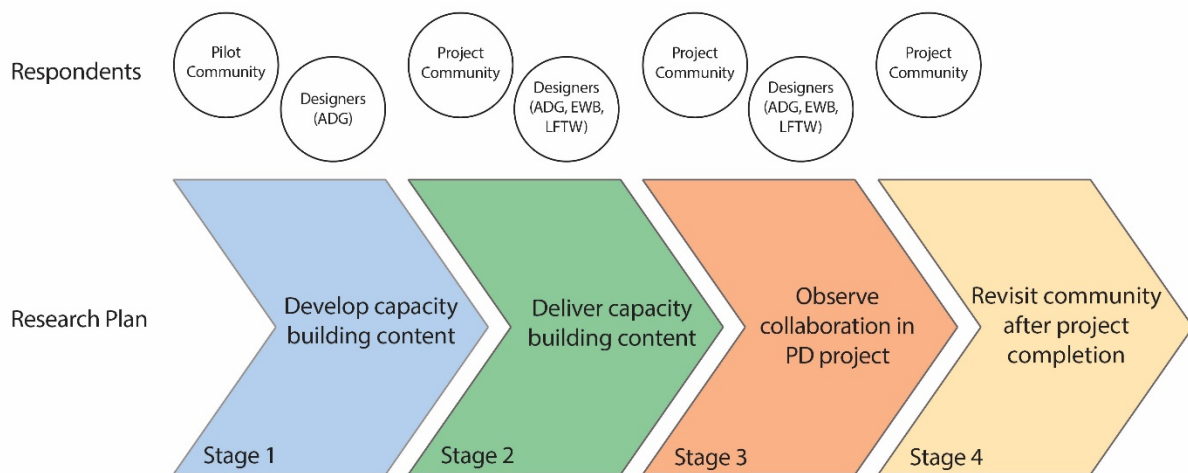 Respondents
Pilot
Community
Designers
(ADG)
Project
Community
Designers
(ADG, EWB,
LFTW)
Project
Community
Designers
(ADG, EWB,
LFTW)
Project
Community
Research Plan
Develop capacity
building content
Stage 1
Deliver capacity
building content
Stage 2
Observe
collaboration in
PD project
Stage 3
Revisit community
after project
completion
Stage 4